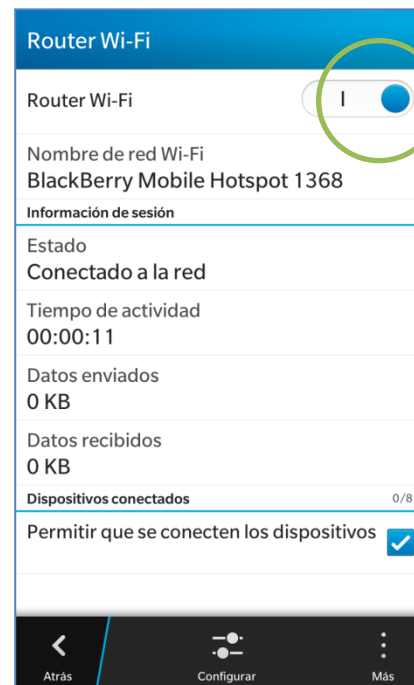 Router Wi-Fi
Router Wi-Fi
I
Nombre de red Wi-Fi
BlackBerry Mobile Hotspot 1368
Información de sesión
Estado
Conectado a la red
Tiempo de actividad
00:00:11
Datos enviados
0 KB
Datos recibidos
0 KB
Dispositivos conectados 0/8
Permitir que se conecten los dispositivos
Atrás Configurar Más